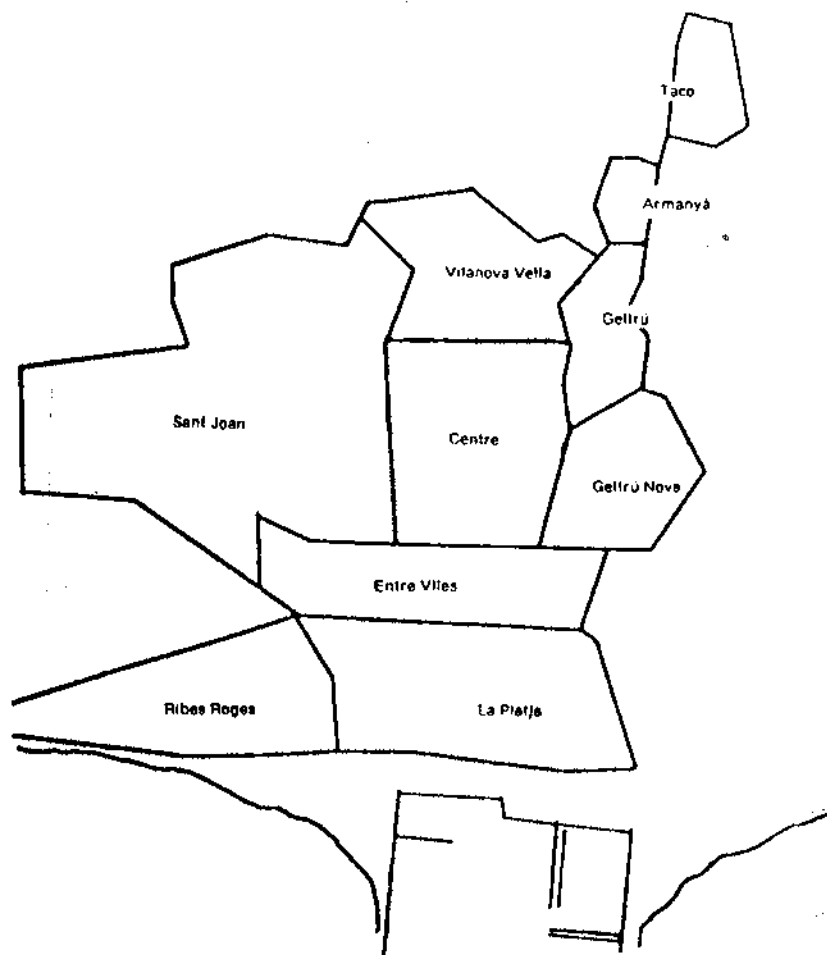 Taco
Armanyà
Vilanova Vella
Geltrú
Sant Joan
Centre
Geltrú Nova
Entre Viles
Ribes Roges
La Platja